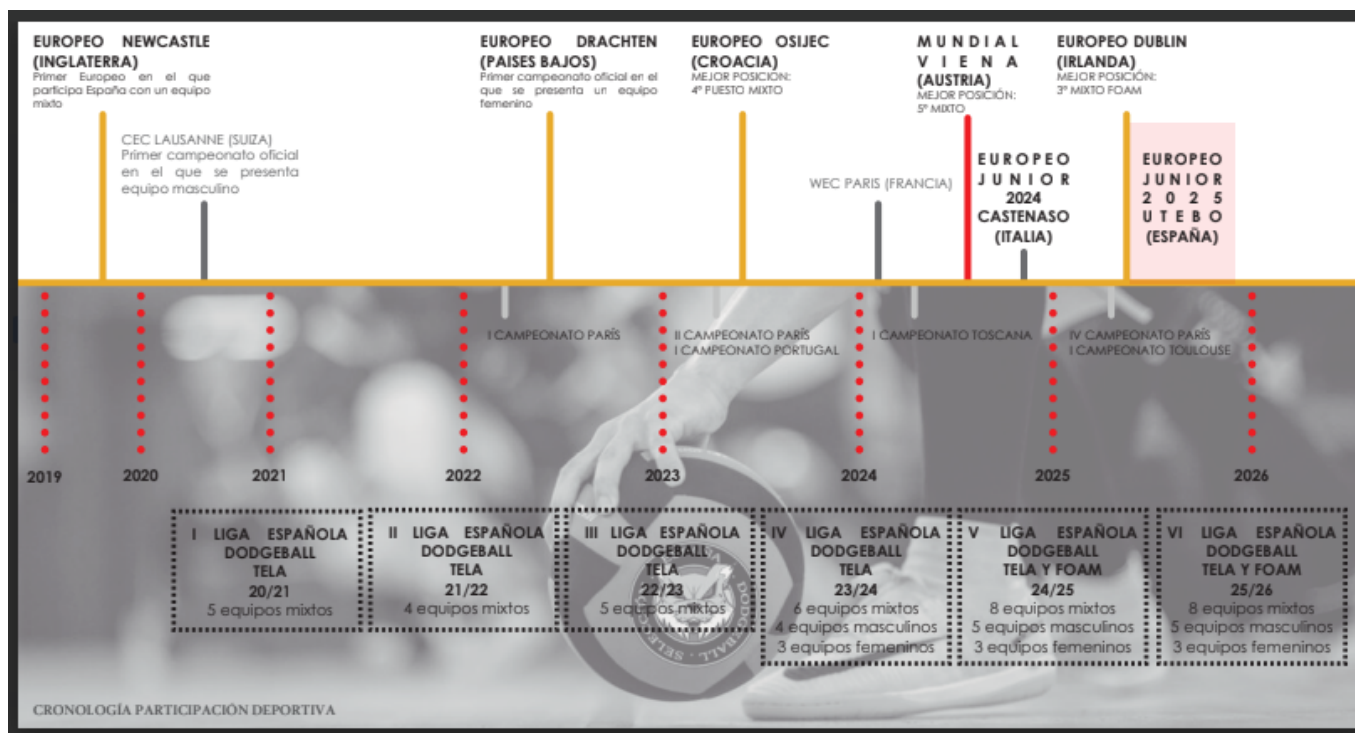 EUROPEO NEWCASTLE
(INGLATERRA)
Primer Europeo en el que
participa España con un equipo
mixto
CEC LAUSANNE (SUIZA)
Primer campeonato oficial
en el que se presenta
equipo masculino
EUROPEO DRACHTEN
(PAISES BAJOS)
Primer campeonato oficial en el
que se presenta un equipo
femenino
EUROPEO OSIJEC
(CROACIA)
MEJOR POSICION:
4º PUESTO MIXTO
WEC PARIS (FRANCIA)
MUNDIAL
VIENA
(AUSTRIA)
MEJOR POSICIÓN:
5º MIXTO
EUROPEO
JUNIOR
2024
CASTENASO
(ITALIA)
EUROPEO DUBLIN
(IRLANDA)
MEJOR POSICIÓN:
3º MIXTO FOAM
EUROPEO
JUNIOR
2025
UTEBO
(ESPAÑA)
I CAMPEONATO PARÍS
II CAMPEONATO PARÍS
I CAMPEONATO PORTUGAL
I CAMPEONATO TOSCANA
IV CAMPEONATO PARÍS
I CAMPEONATO TOULOUSE
2019
2020
2021
2022
2023
2024
2025
2026
I LIGA ESPAÑOLA
DODGEBALL
TELA
20/21
5 equipos mixtos
II LIGA ESPAÑOLA
DODGEBALL
TELA
21/22
4 equipos mixtos
III LIGA ESPAÑOLA
DODGEBALL
TELA
22/23
5 equipos mixtos
IV LIGA ESPAÑOLA
DODGEBALL
TELA
23/24
6 equipos mixtos
4 equipos masculinos
3 equipos femeninos
V LIGA ESPAÑOLA
DODGEBALL
TELA Y FOAM
24/25
8 equipos mixtos
5 equipos masculinos
3 equipos femeninos
VI LIGA ESPAÑOLA
DODGEBALL
TELA Y FOAM
25/26
8 equipos mixtos
5 equipos masculinos
3 equipos femeninos
DODGEBALL
CRONOLOGÍA PARTICIPACIÓN DEPORTIVA